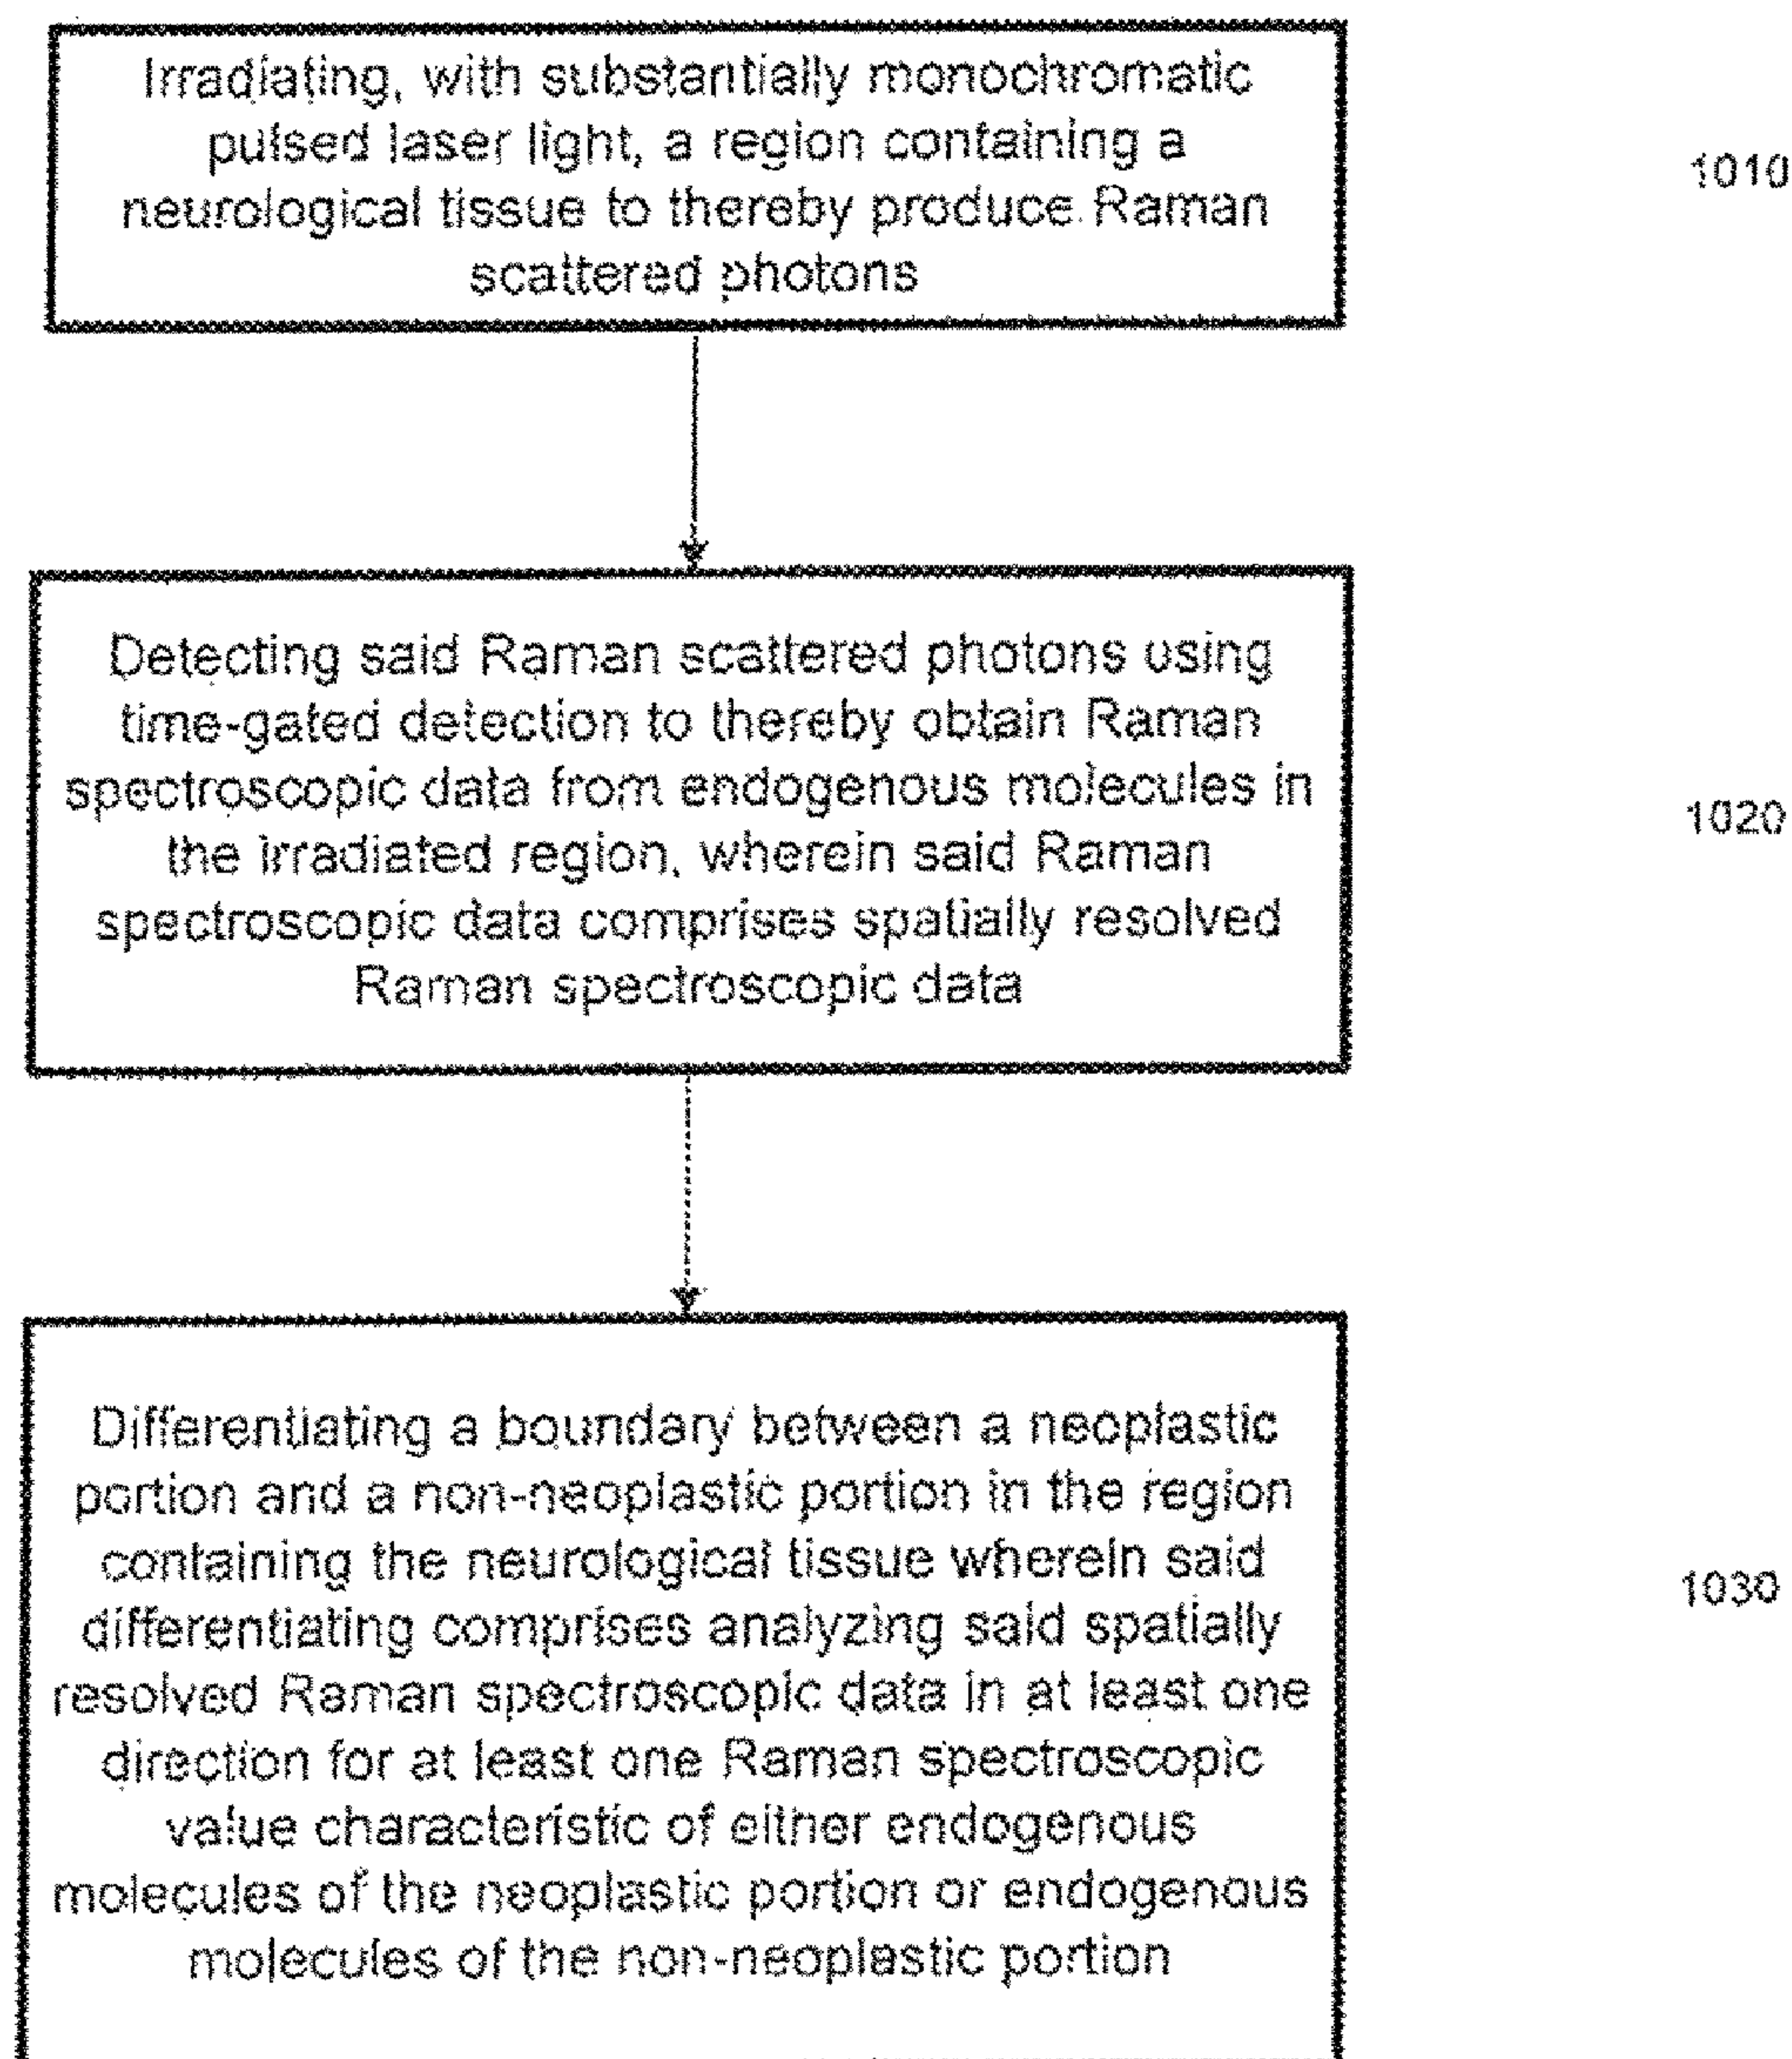 Irradiating, with substantially monochromatic
pulsed laser light, a region containing a
neurological tissue to thereby produce Raman
scattered photons
1010
Detecting said Raman scattered photons using
time-gated detection to thereby obtain Raman
spectroscopic data from endogenous molecules in
the irradiated region, wherein said Raman
spectroscopic data comprises spatially resolved
Raman spectroscopic data
1020
Differentiating a boundary between a neoplastic
portion and a non-neoplastic portion in the region
containing the neurological tissue wherein said
differentiating comprises analyzing said spatially
resolved Raman spectroscopic data in at least one
direction for at least one Raman spectroscopic
value characteristic of either endogenous
molecules of the neoplastic portion or endogenous
molecules of the non-neoplastic portion
1030